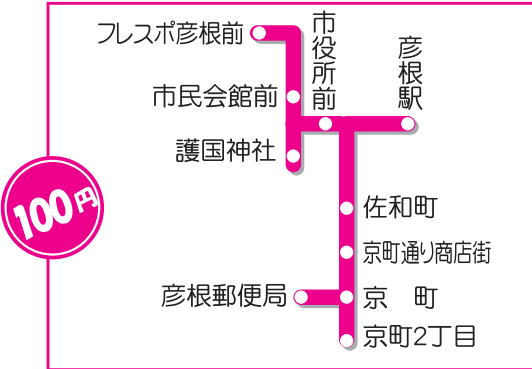 フレスポ彦根前
市役所前
彦根駅
市民会館前
護国神社
100円
佐和町
京町通り商店街
彦根郵便局
京　町
京町2丁目